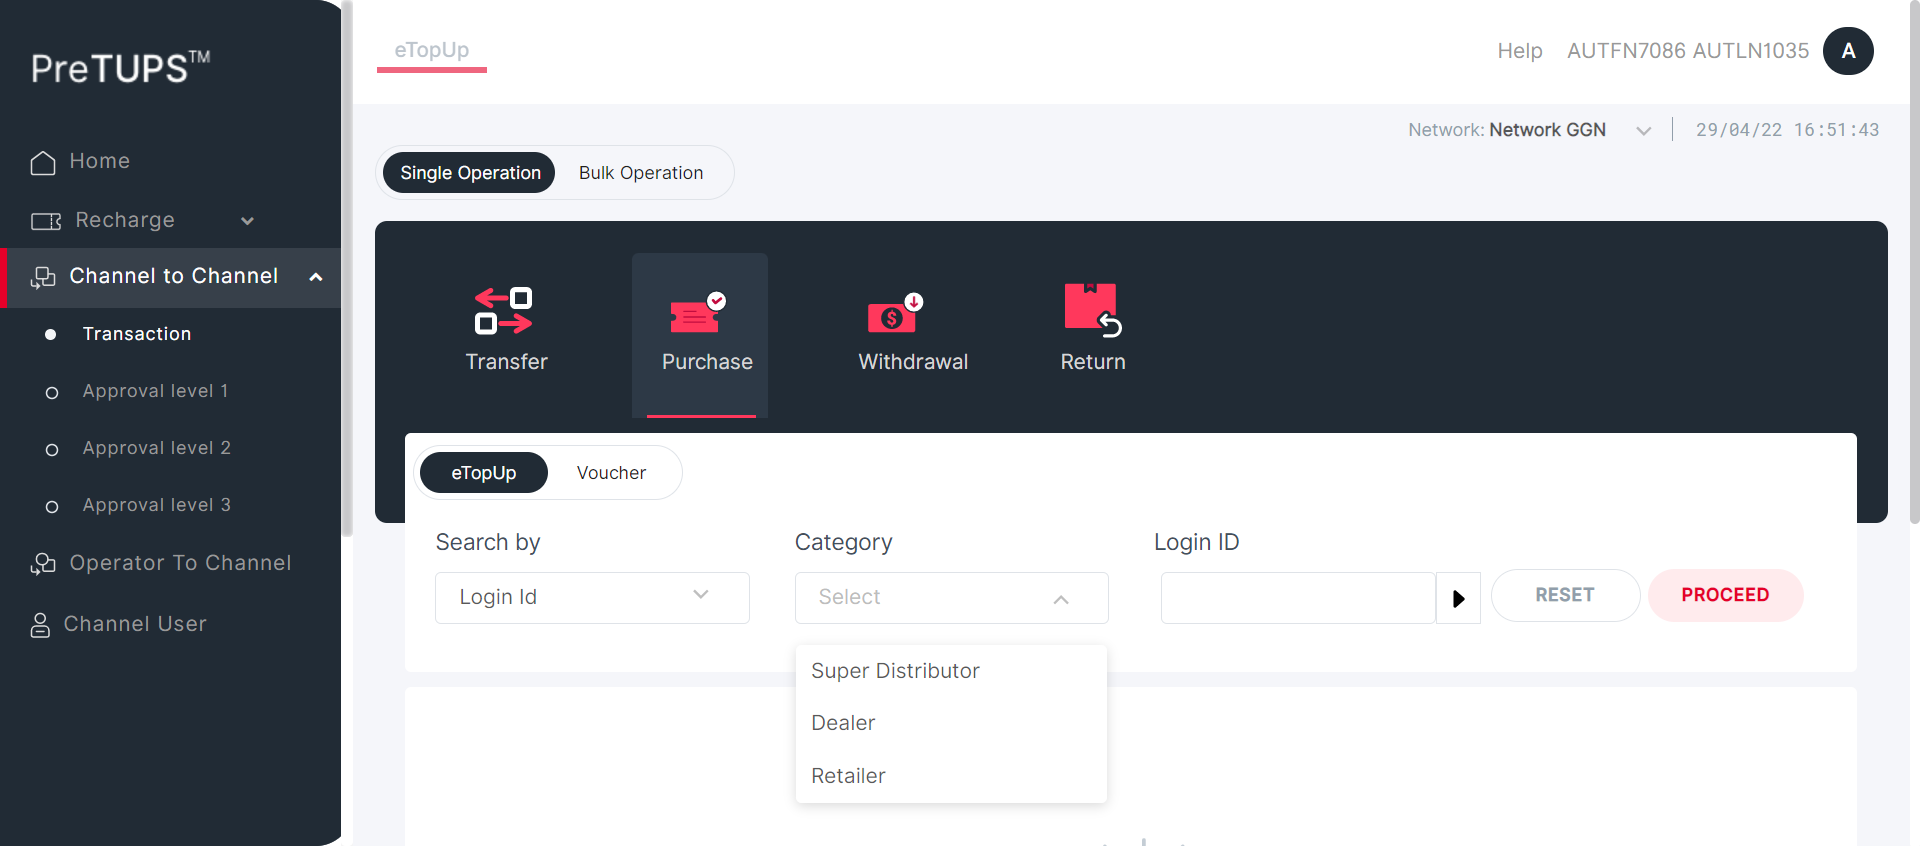 PreTUPS™
Home
Recharge
Channel to Channel
Transaction
Approval level 1
Approval level 2
Approval level 3
Operator To Channel
Channel User
eTopUp
Help AUTFN7086 AUTLN1035 A
Network: Network GGN 29/04/22 16:51:43
Single Operation Bulk Operation
Transfer Purchase Withdrawal Return
eTopUp Voucher
Search by Category Login ID
Login Id Select RESET PROCEED
Super Distributor
Dealer
Retailer